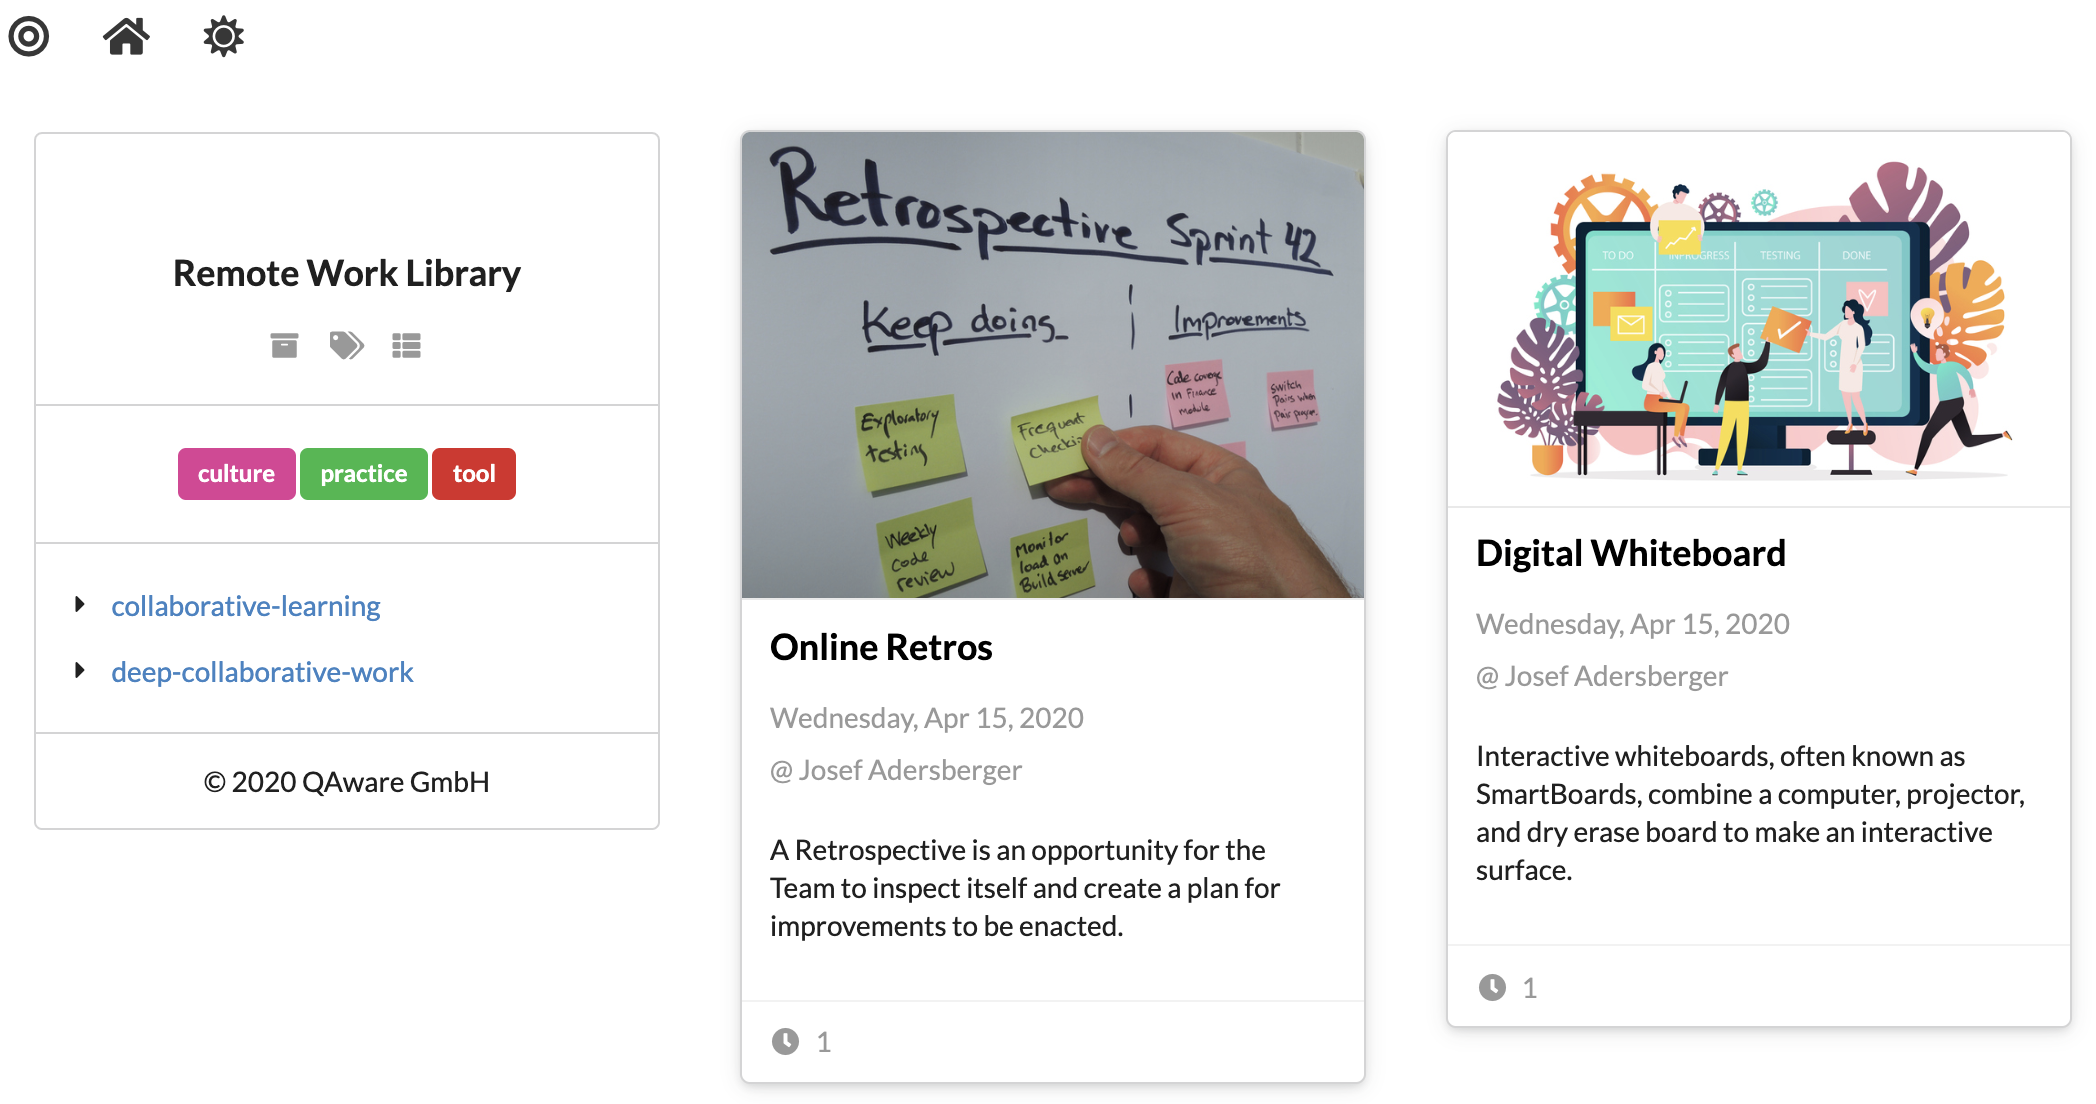 Remote Work Library
culture practice tool
collaborative-learning
deep-collaborative-work
© 2020 QAware GmbH
Retrospective Sprint 42
Keep doing
Improvements
Exploratory
testing
Frequent
Code coverage
in Finance
module
Switch
Pairs when
Pair program.
Weekly
code
review
Monitor
load on
Build server
Online Retros
Wednesday, Apr 15, 2020
@ Josef Adersberger
A Retrospective is an opportunity for the
Team to inspect itself and create a plan for
improvements to be enacted.
1
TO DO
INPROGRESS
TESTING
DONE
Digital Whiteboard
Wednesday, Apr 15, 2020
@ Josef Adersberger
Interactive whiteboards, often known as
SmartBoards, combine a computer, projector,
and dry erase board to make an interactive
surface.
1